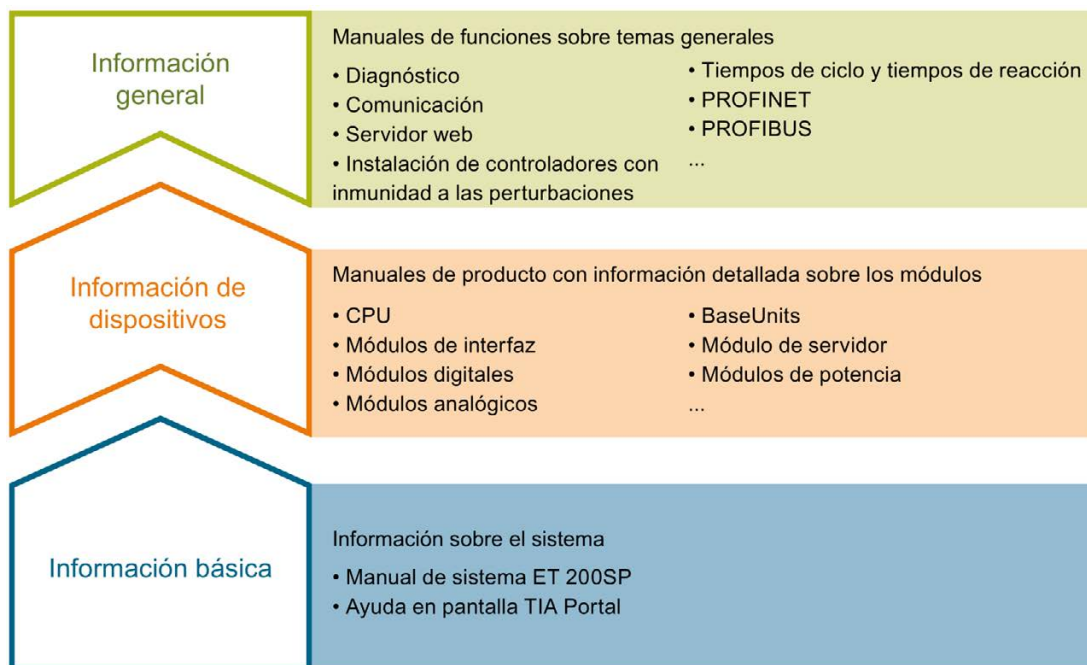 Información
general
Manuales de funciones sobre temas generales
• Diagnóstico
• Comunicación
• Servidor web
• Instalación de controladores con
inmunidad a las perturbaciones
• Tiempos de ciclo y tiempos de reacción
• PROFINET
• PROFIBUS
...
Información de
dispositivos
Manuales de producto con información detallada sobre los módulos
• CPU
• Módulos de interfaz
• Módulos digitales
• Módulos analógicos
• BaseUnits
• Módulo de servidor
• Módulos de potencia
...
Información básica
Información sobre el sistema
• Manual de sistema ET 200SP
• Ayuda en pantalla TIA Portal